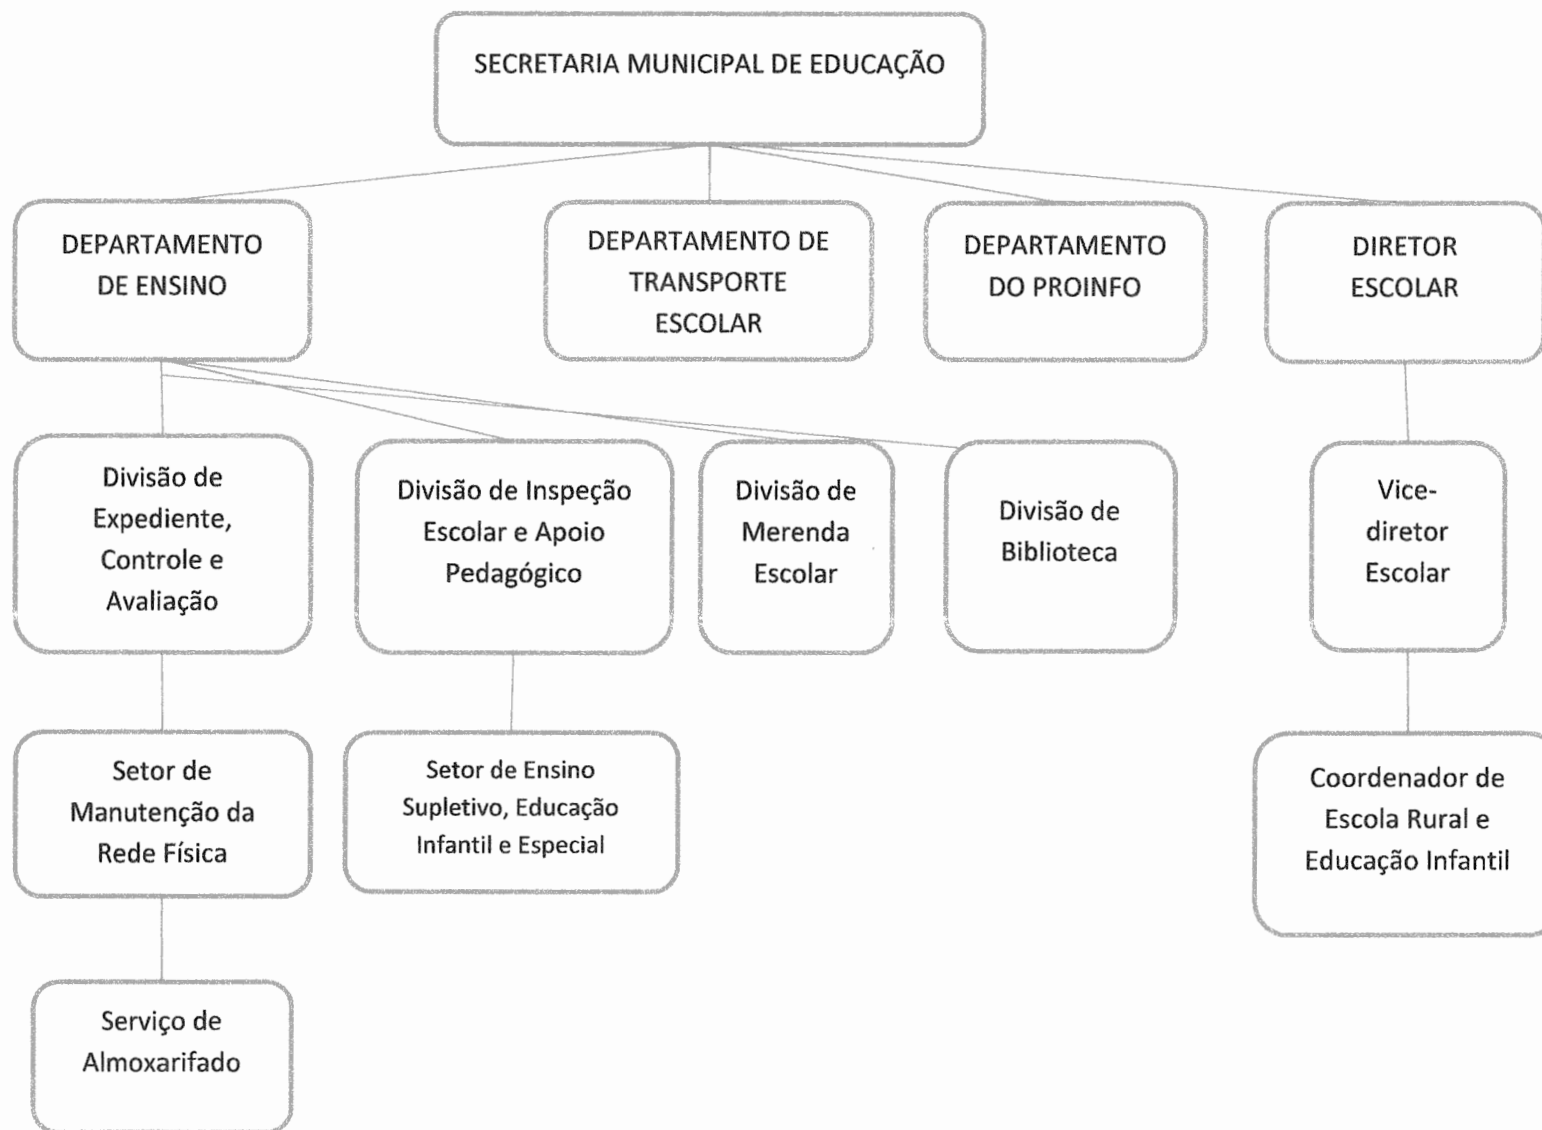 SECRETARIA MUNICIPAL DE EDUCAÇÃO
DEPARTAMENTO
DE ENSINO
DEPARTAMENTO DE
TRANSPORTE
ESCOLAR
DEPARTAMENTO
DO PROINFO
DIRETOR
ESCOLAR
Divisão de
Expediente,
Controle e
Avaliação
Divisão de Inspeção
Escolar e Apoio
Pedagógico
Divisão de
Merenda
Escolar
Divisão de
Biblioteca
Vice-
diretor
Escolar
Setor de
Manutenção da
Rede Física
Setor de Ensino
Supletivo, Educação
Infantil e Especial
Coordenador de
Escola Rural e
Educação Infantil
Serviço de
Almoxarifado